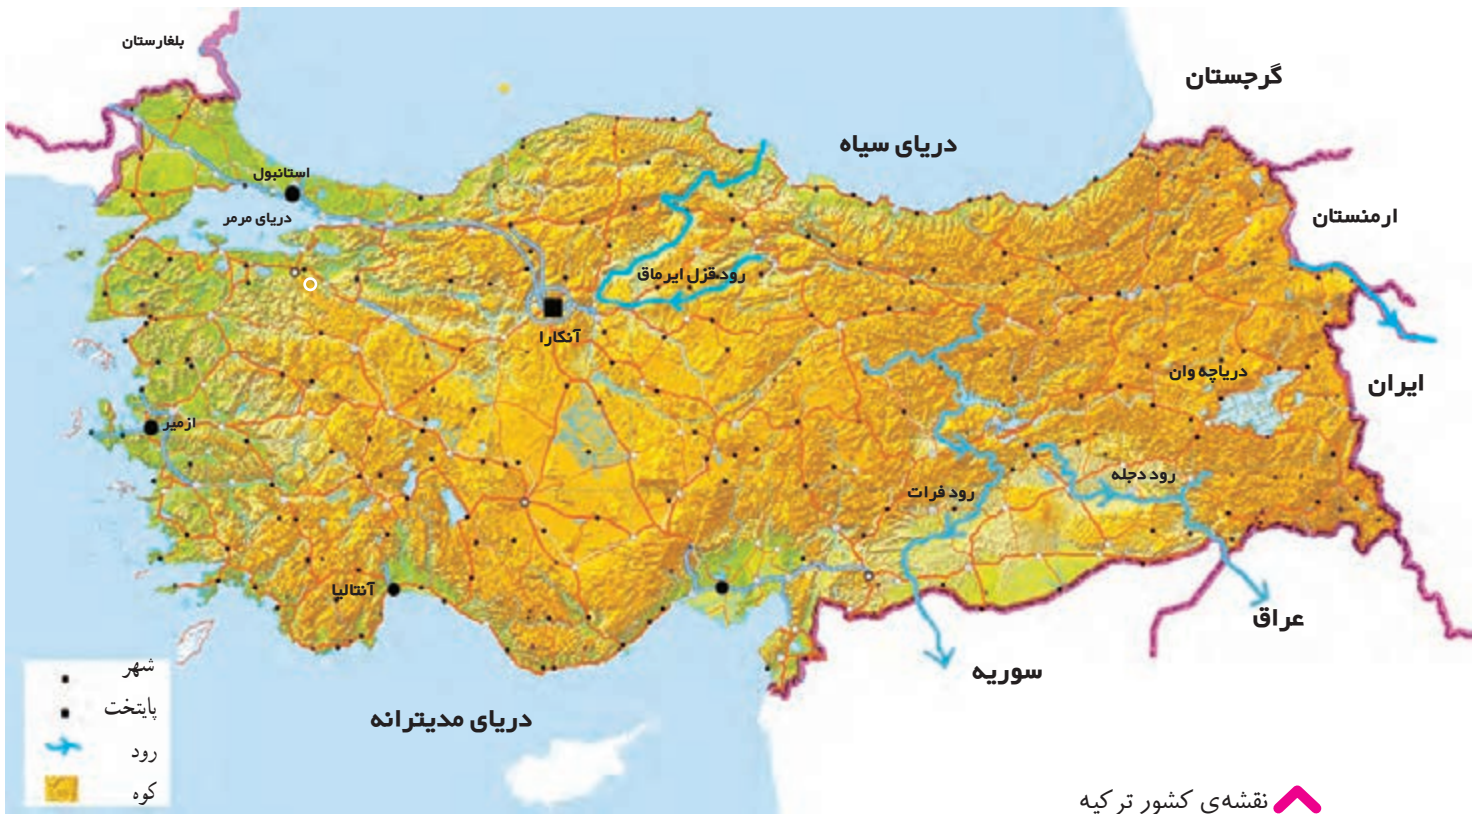 بلغارستان
گرجستان
دریای سیاه
استانبول
دریای مرمر
ارمنستان
رود قزل ایرماق
آنکارا
دریاچه وان
ایران
ازمیر
رود دجله
رود فرات
آنتالیا
عراق
سوریه
دریای مدیترانه
شهر
پایتخت
رود
کوه
نقشه‌ی کشور ترکیه